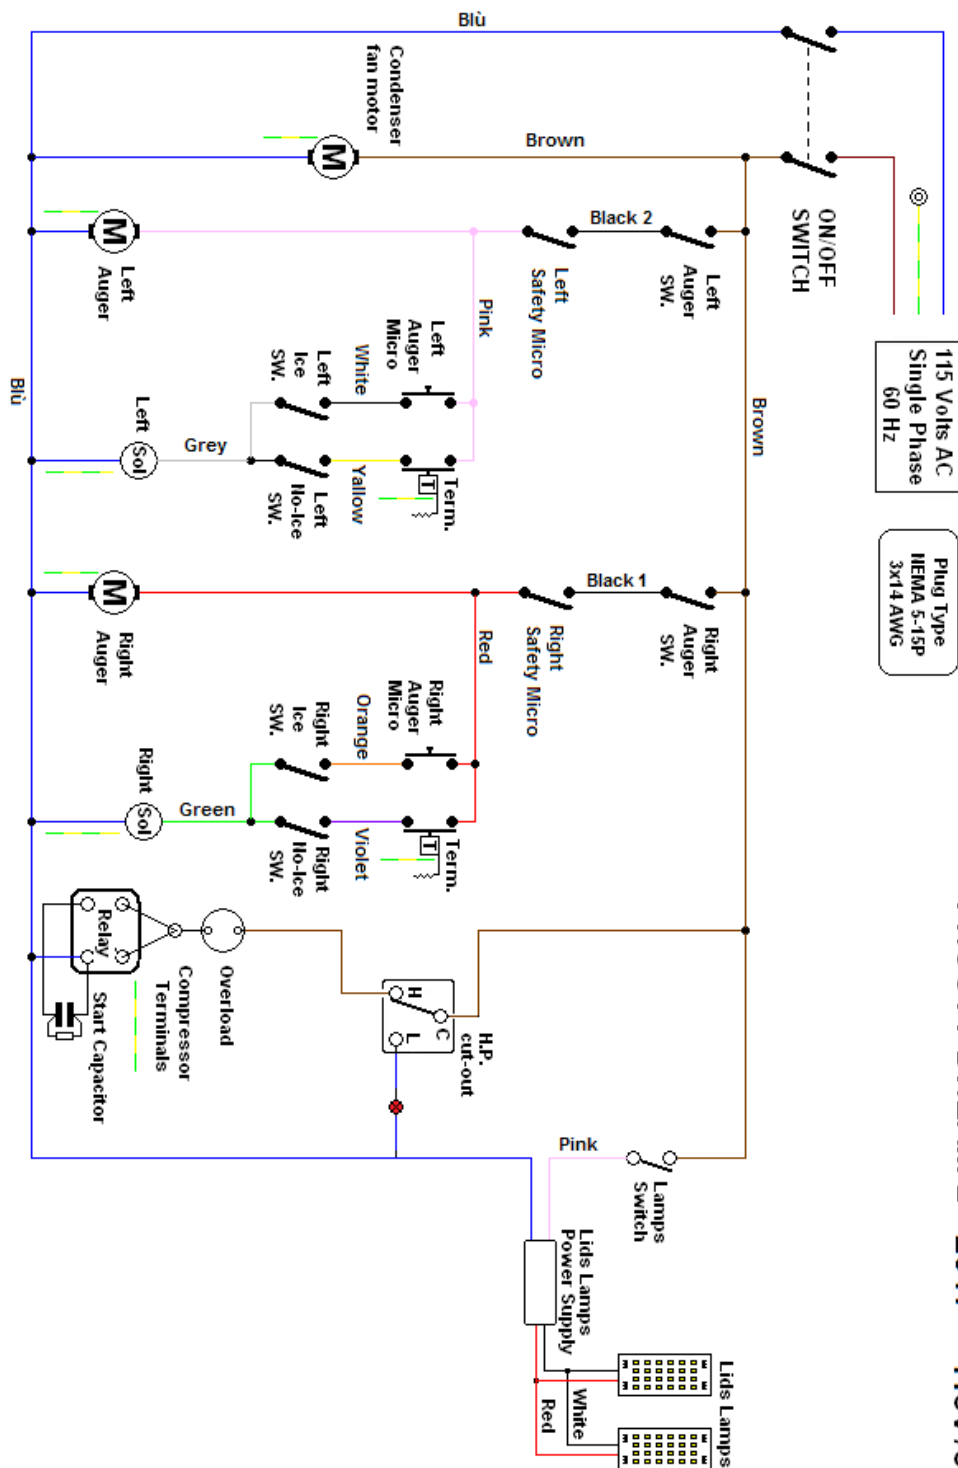 Blù
Condenser
fan motor
Brown
ON/OFF
SWITCH
115 Volts AC
Single Phase
60 Hz
Plug Type
NEMA 5-15P
3x14 AWG
M
Left
Auger
Pink
Left
Safety Micro
Black 2
Left
Auger
SW.
Blù
Brown
Left
Sol
Grey
Left
Ice
SW.
White
Left
Auger
Micro
Left
No-Ice
SW.
Yallow
Term.
T
M
M
Right
Auger
Red
Right
Safety Micro
Black 1
Right
Auger
SW.
Right
Sol
Green
Right
Ice
SW.
Orange
Right
Auger
Micro
Right
No-Ice
SW.
Violet
Term.
T
Relay
Start Capacitor
Compressor
Terminals
Overload
H
C
L
H.P.
cut-out
Pink
Lamps
Switch
Lids Lamps
Power Supply
White
Red
Lids Lamps